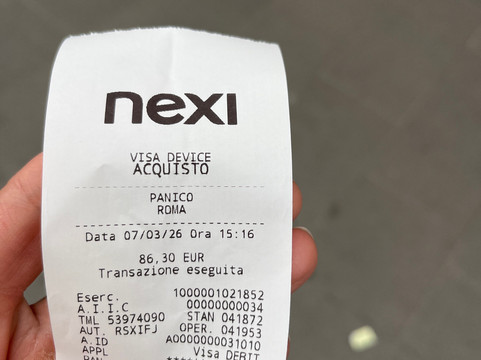 nexi
VISA DEVICE
ACQUISTO
PANICO
ROMA
Data 07/03/26 Ora 15:16
86,30 EUR
Transazione eseguita
Eserc. 1000001021852
A.I.I.C 00000000034
TML 53974090 STAN 041872
AUT. RSXIFJ OPER. 041953
A.ID A0000000031010
APPL Visa DEBIT